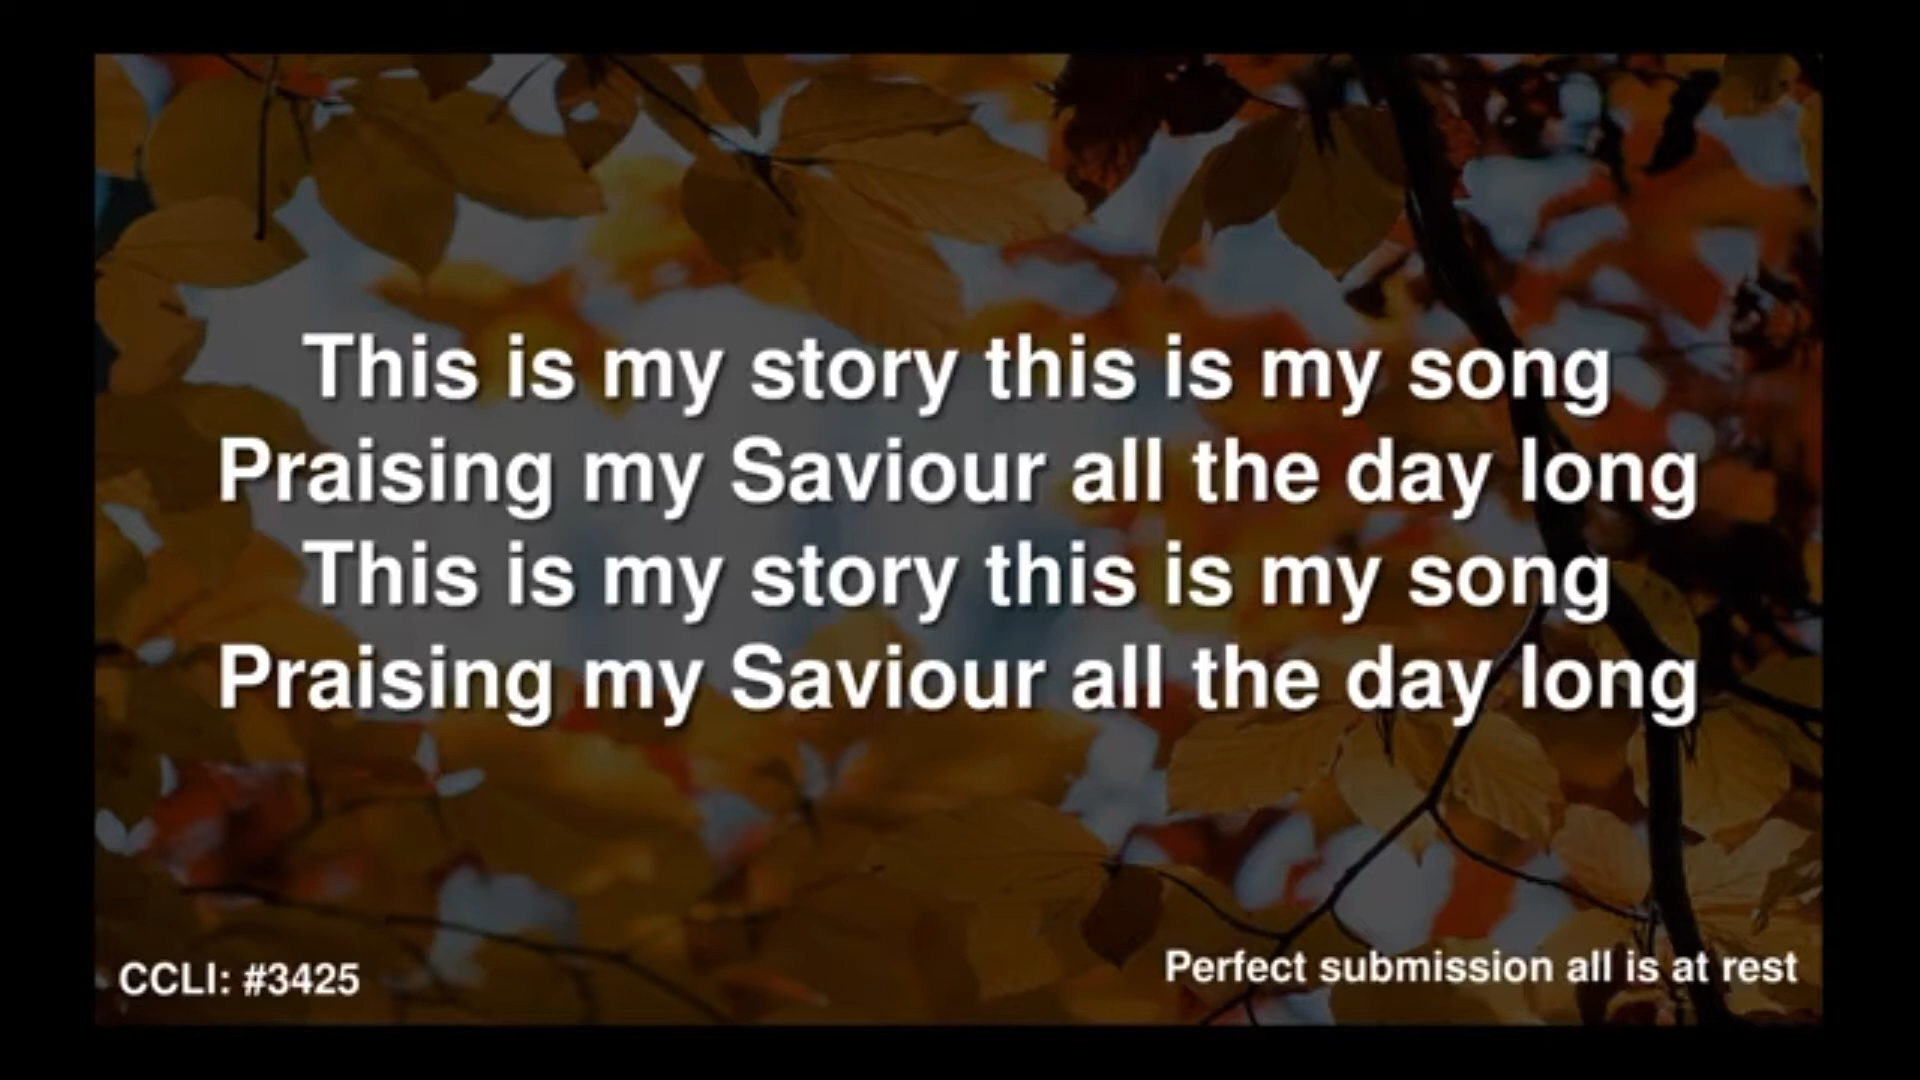 This is my story this is my song
Praising my Saviour all the day long
This is my story this is my song
Praising my Saviour all the day long
CCLI: #3425
Perfect submission all is at rest